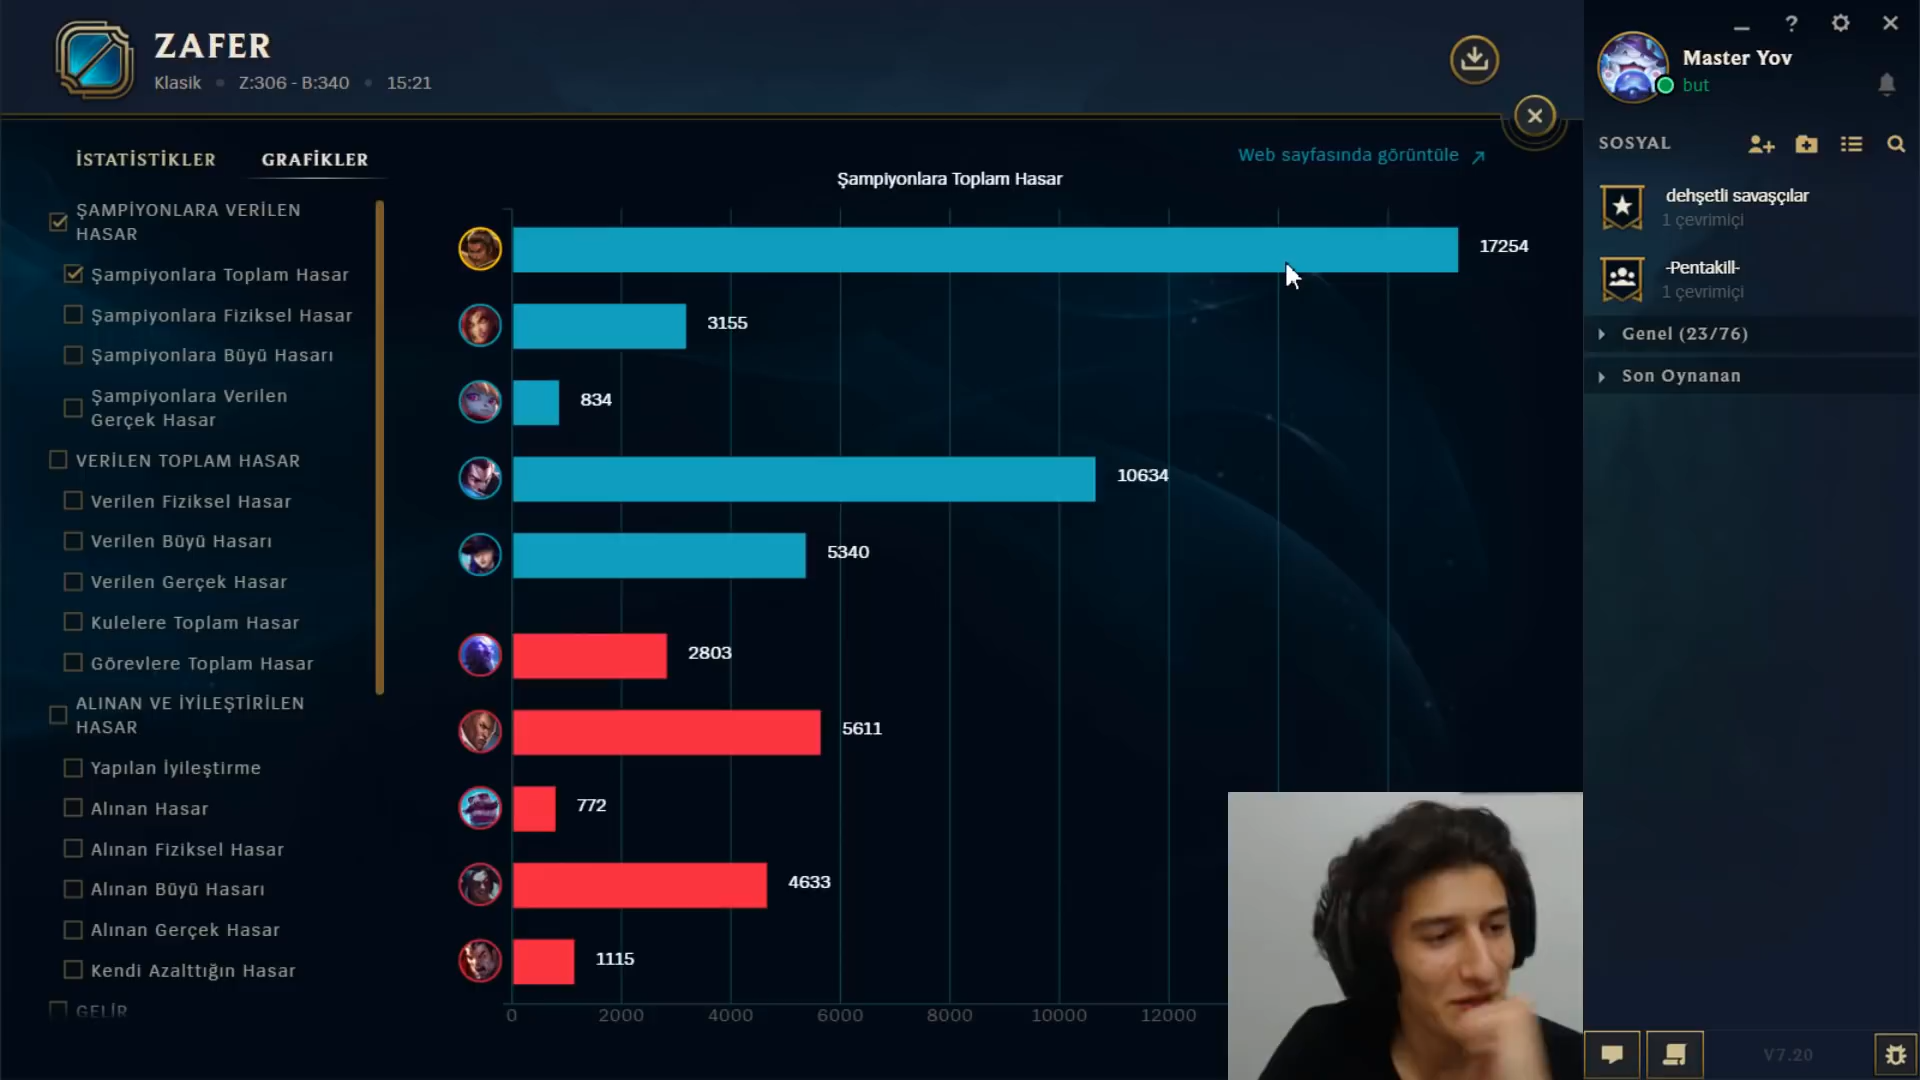 ZAFER
Klasik • Z:306 - B:340 • 15:21
İSTATİSTİKLER
GRAFİKLER
Web sayfasında görüntüle
Şampiyonlara Toplam Hasar
ŞAMPİYONLARA VERİLEN
HASAR
Şampiyonlara Toplam Hasar
Şampiyonlara Fiziksel Hasar
Şampiyonlara Büyü Hasarı
Şampiyonlara Verilen
Gerçek Hasar
VERİLEN TOPLAM HASAR
Verilen Fiziksel Hasar
Verilen Büyü Hasarı
Verilen Gerçek Hasar
Kulelere Toplam Hasar
Görevlere Toplam Hasar
ALINAN VE İYİLEŞTİRİLEN
HASAR
Yapılan İyileştirme
Alınan Hasar
Alınan Fiziksel Hasar
Alınan Büyü Hasarı
Alınan Gerçek Hasar
Kendi Azalttığın Hasar
GELİR
17254
3155
834
10634
5340
2803
5611
772
4633
1115
0
2000
4000
6000
8000
10000
12000
Master Yov
but
SOSYAL
dehşetli savaşçılar
1 çevrimiçi
-Pentakill-
1 çevrimiçi
Genel (23/76)
Son Oynanan
V7.20